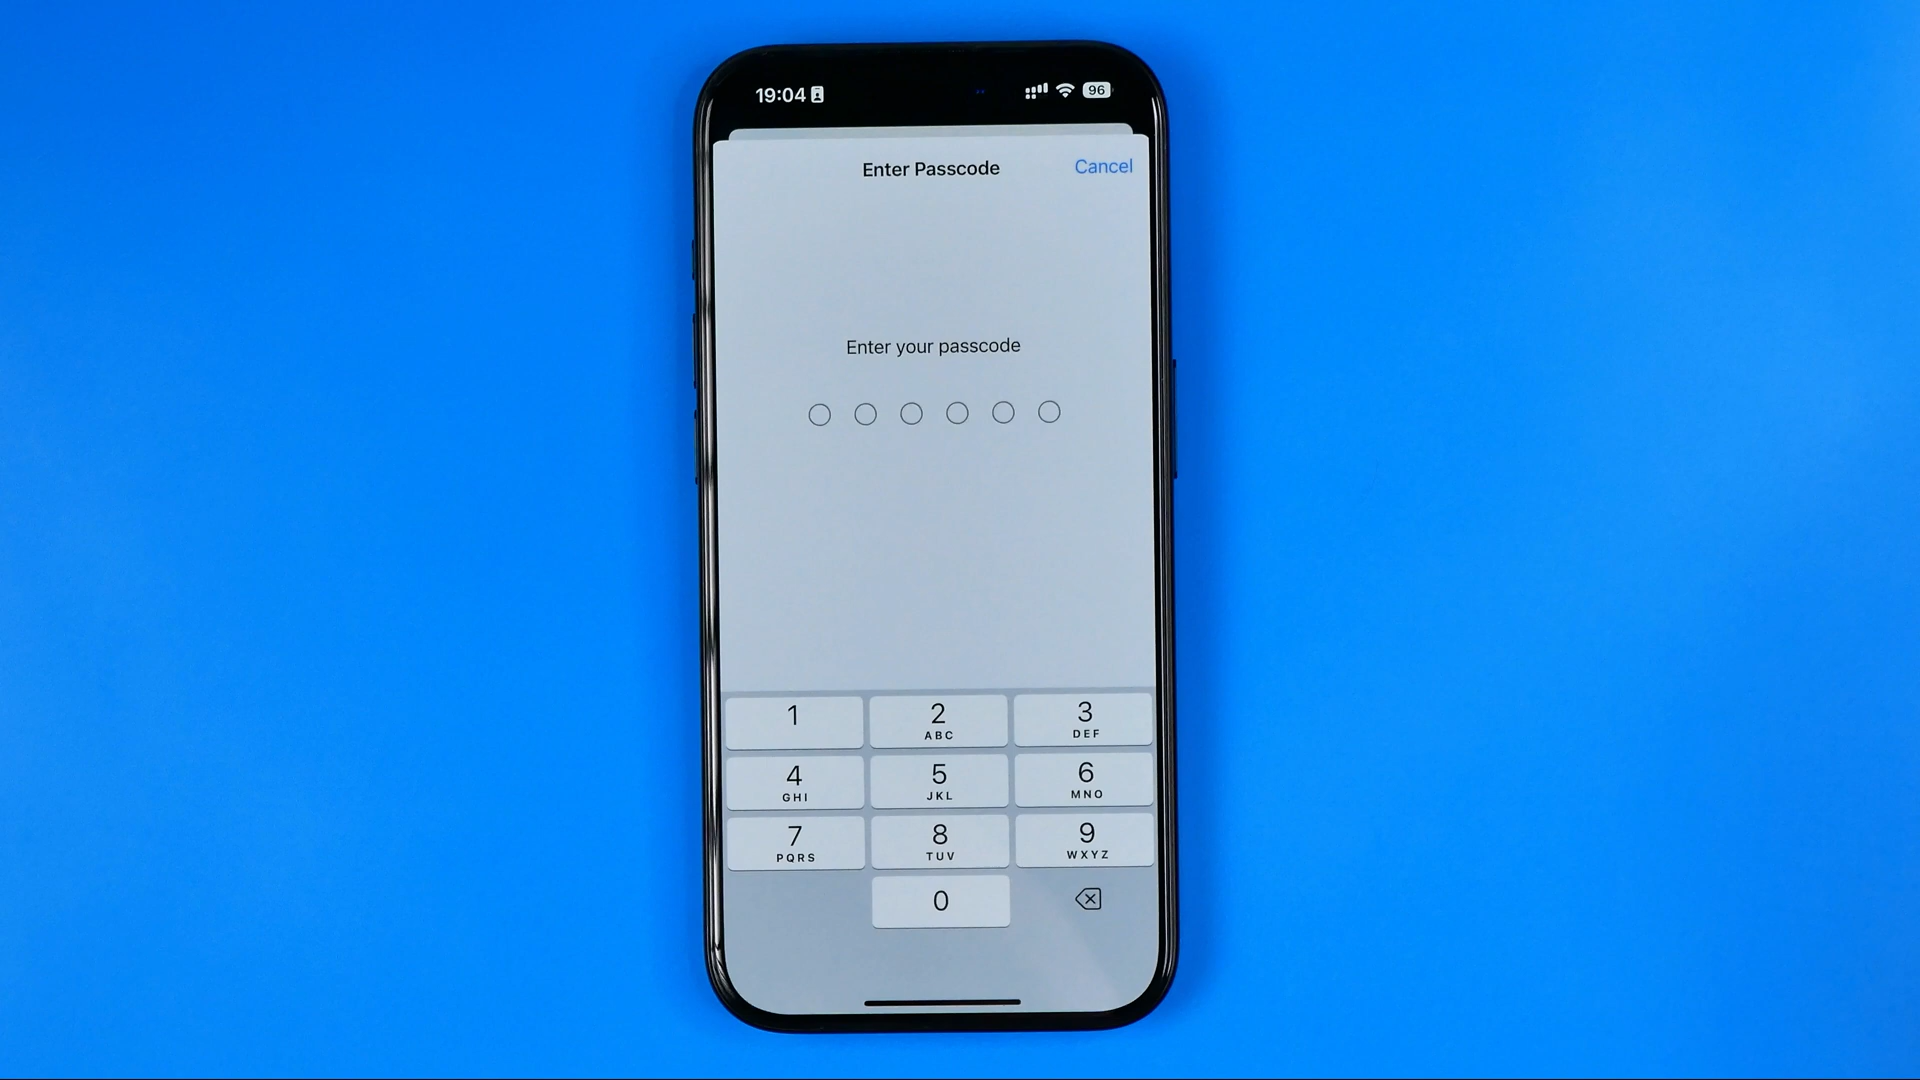 19:04 96
Enter Passcode Cancel
Enter your passcode
1 2 3
ABC DEF
4 5 6
GHI JKL MNO
7 8 9
PQRS TUV WXYZ
0